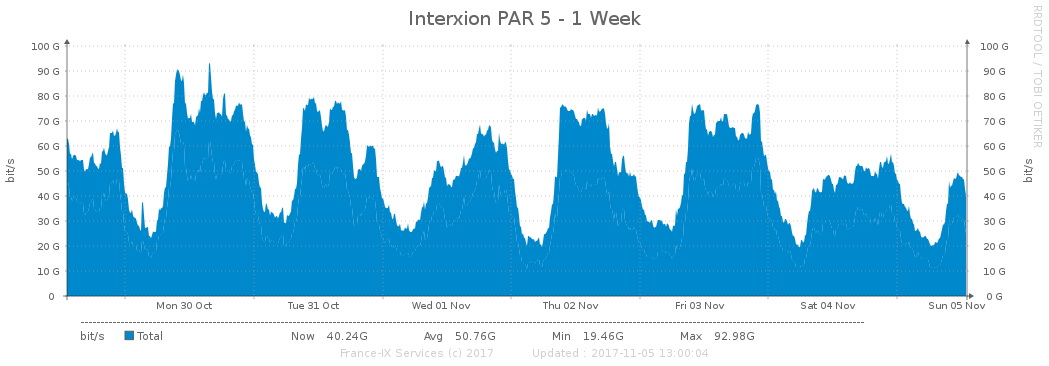 Interxion PAR 5 - 1 Week
RRDTOOL / TOBI OETIKER
100 G 100 G
90 G 90 G
80 G 80 G
70 G 70 G
60 G 60 G
50 G 50 G
40 G 40 G
30 G 30 G
20 G 20 G
10 G 10 G
0 0 G
bit/s bit/s
Mon 30 Oct Tue 31 Oct Wed 01 Nov Thu 02 Nov Fri 03 Nov Sat 04 Nov Sun 05 Nov
bit/s Total Now 40.24G Avg 50.76G Min 19.46G Max 92.98G
France-IX Services (c) 2017 Updated : 2017-11-05 13:00:04